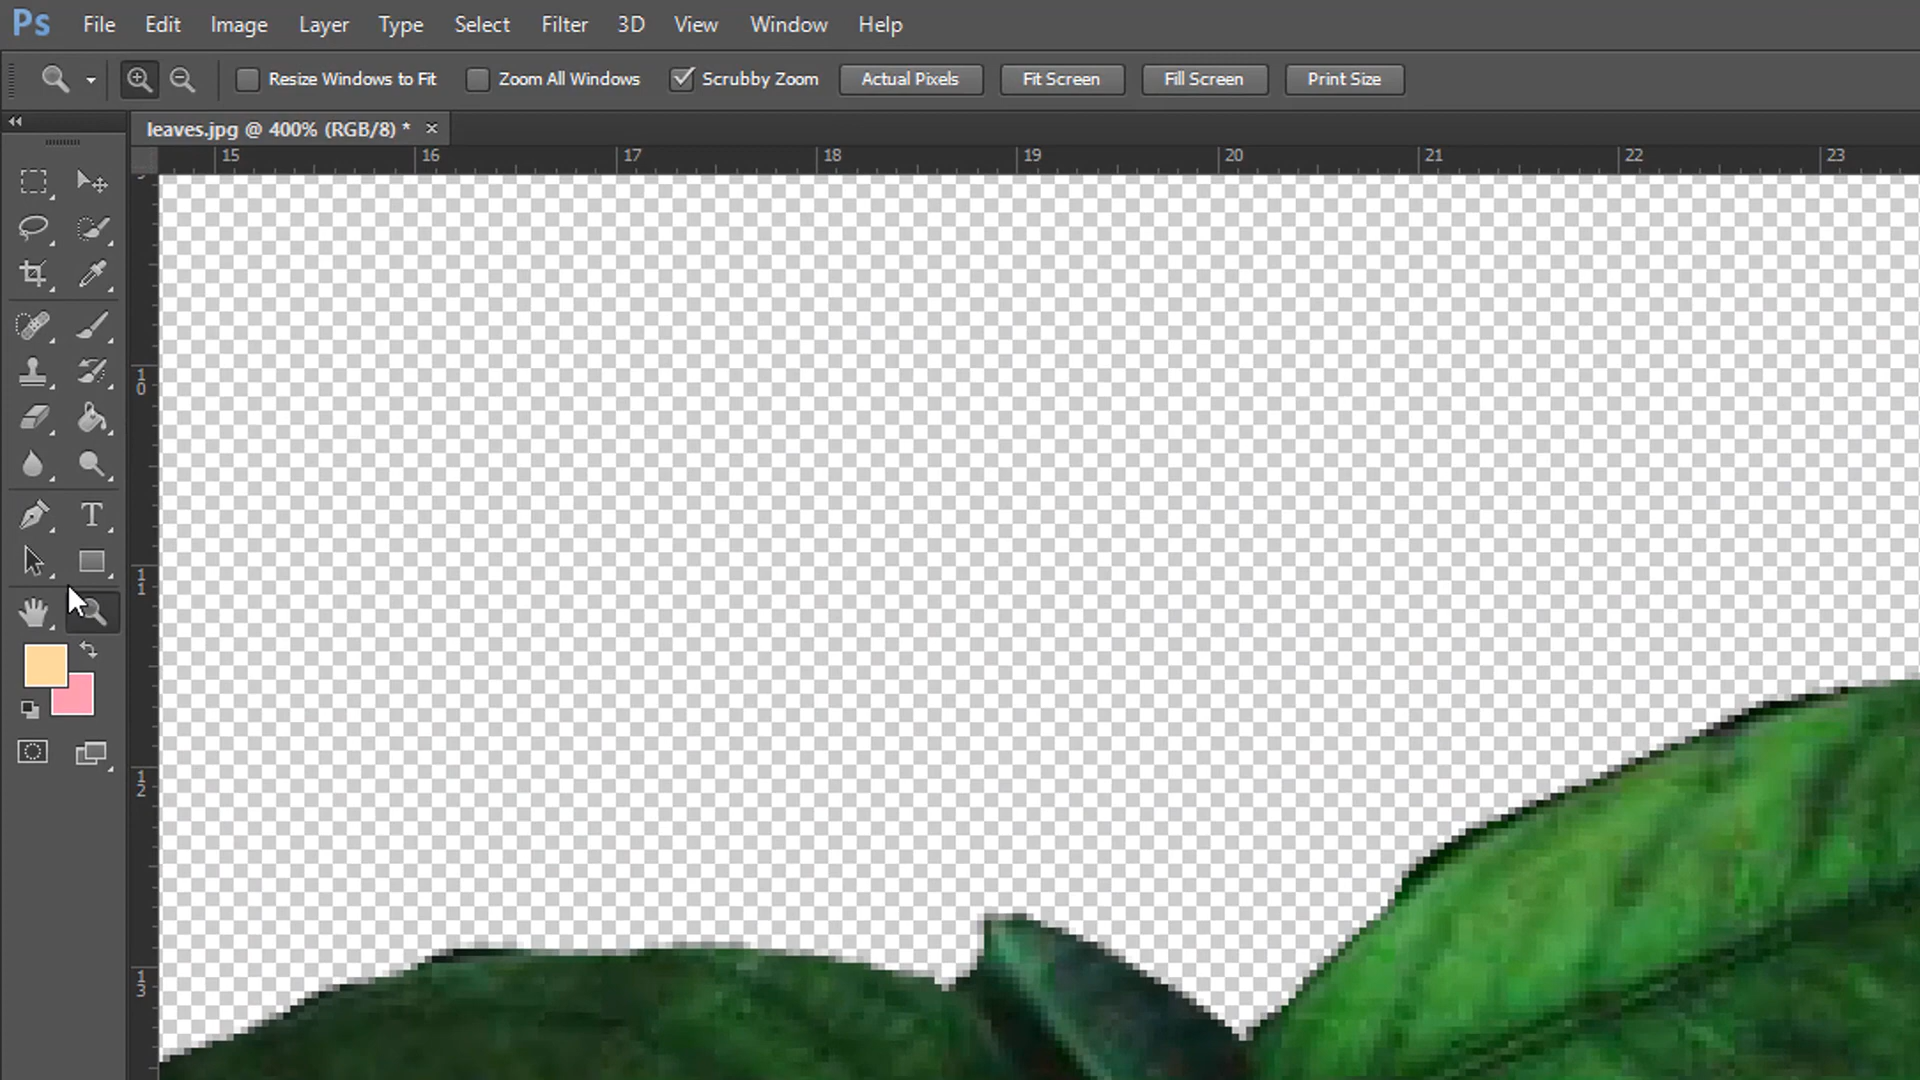 Ps File Edit Image Layer Type Select Filter 3D View Window Help
Resize Windows to Fit Zoom All Windows Scrubby Zoom Actual Pixels Fit Screen Fill Screen Print Size
leaves.jpg @ 400% (RGB/8) * ×
15 16 17 18 19 20 21 22 23
10
11
T
12
13